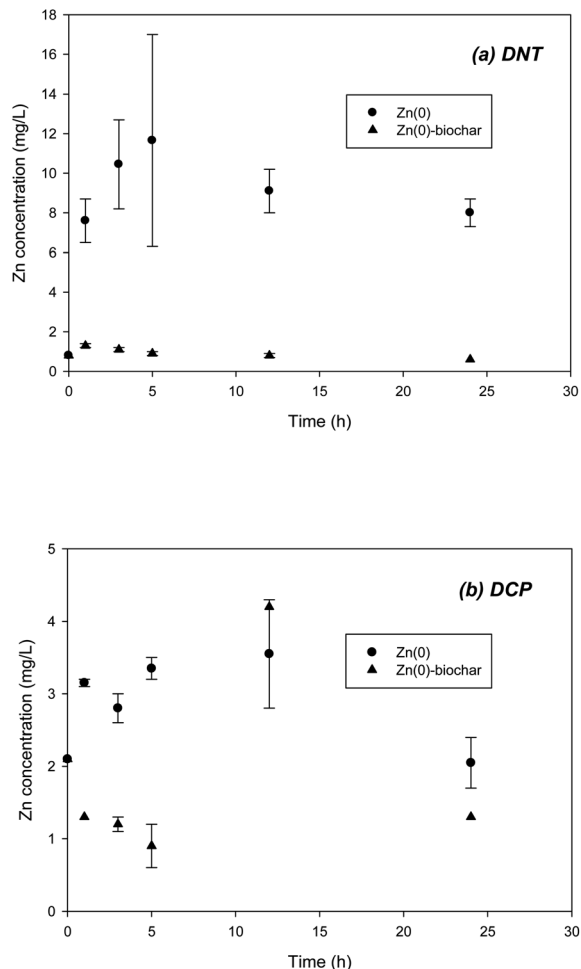 18
16
14
12
10
8
6
4
2
0
Zn concentration (mg/L)
(a) DNT
Zn(0)
Zn(0)-biochar
0 5 10 15 20 25 30
Time (h)
5
4
3
2
1
0
Zn concentration (mg/L)
(b) DCP
Zn(0)
Zn(0)-biochar
0 5 10 15 20 25 30
Time (h)